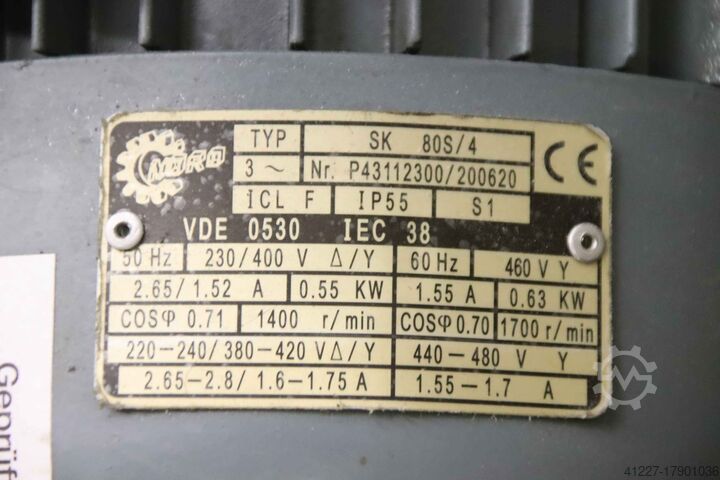 NORD
TYP SK 80S/4
3 ~ Nr. P43112300/200620
ICL F IP55 S1
CE
VDE 0530 IEC 38
50 Hz 230/400 V Δ/Y 60 Hz 460 V Y
2.65/1.52 A 0.55 KW 1.55 A 0.63 KW
COSφ 0.71 1400 r/min COSφ 0.70 1700 r/min
220-240/380-420 VΔ/Y 440-480 V Y
2.65-2.8/1.6-1.75 A 1.55-1.7 A
Geprüf
41227-17901036